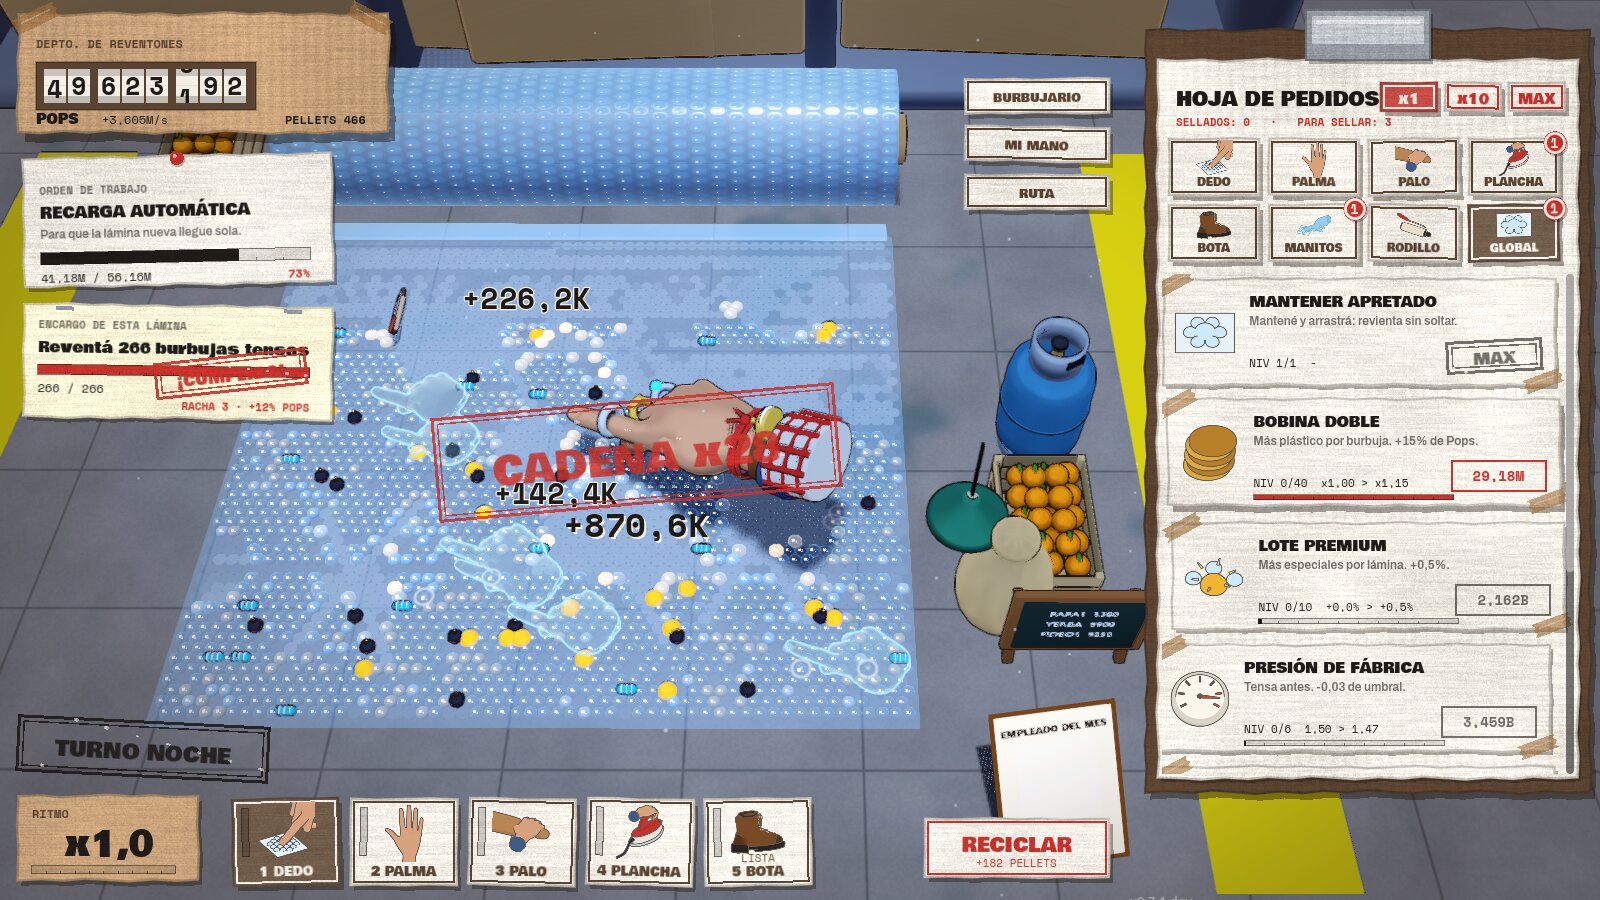 DEPTO. DE REVENTONES
POPS +3,605M/s PELLETS 466
ORDEN DE TRABAJO
RECARGA AUTOMÁTICA
Para que la lámina nueva llegue sola.
41,18M / 56,16M 73%
ENCARGO DE ESTA LÁMINA
Reventá 266 burbujas tensas
266 / 266
RACHA 3 · +12% POPS
+226,2K
CADENA
+142,4K
+870,6K
BURBUJARIO
MI MANO
RUTA
HOJA DE PEDIDOS x1 x10 MAX
SELLADOS: 0 · PARA SELLAR: 3
DEDO
PALMA
PALO
PLANCHA 1
BOTA
MANITOS 1
RODILLO
GLOBAL 1
MANTENER APRETADO
Mantené y arrastrá: revienta sin soltar.
NIV 1/1 - MAX
BOBINA DOBLE
Más plástico por burbuja. +15% de Pops.
NIV 0/40 x1,00 > x1,15 29,18M
LOTE PREMIUM
Más especiales por lámina. +0,5%.
NIV 0/10 +0,0% > +0,5% 2,162B
PRESIÓN DE FÁBRICA
Tensa antes. -0,03 de umbral.
NIV 0/6 1,50 > 1,47 3,459B
EMPLEADO DEL MES
TURNO NOCHE
RITMO
x1,0
1 DEDO
2 PALMA
3 PALO
4 PLANCHA
LISTA
5 BOTA
RECICLAR
+182 PELLETS